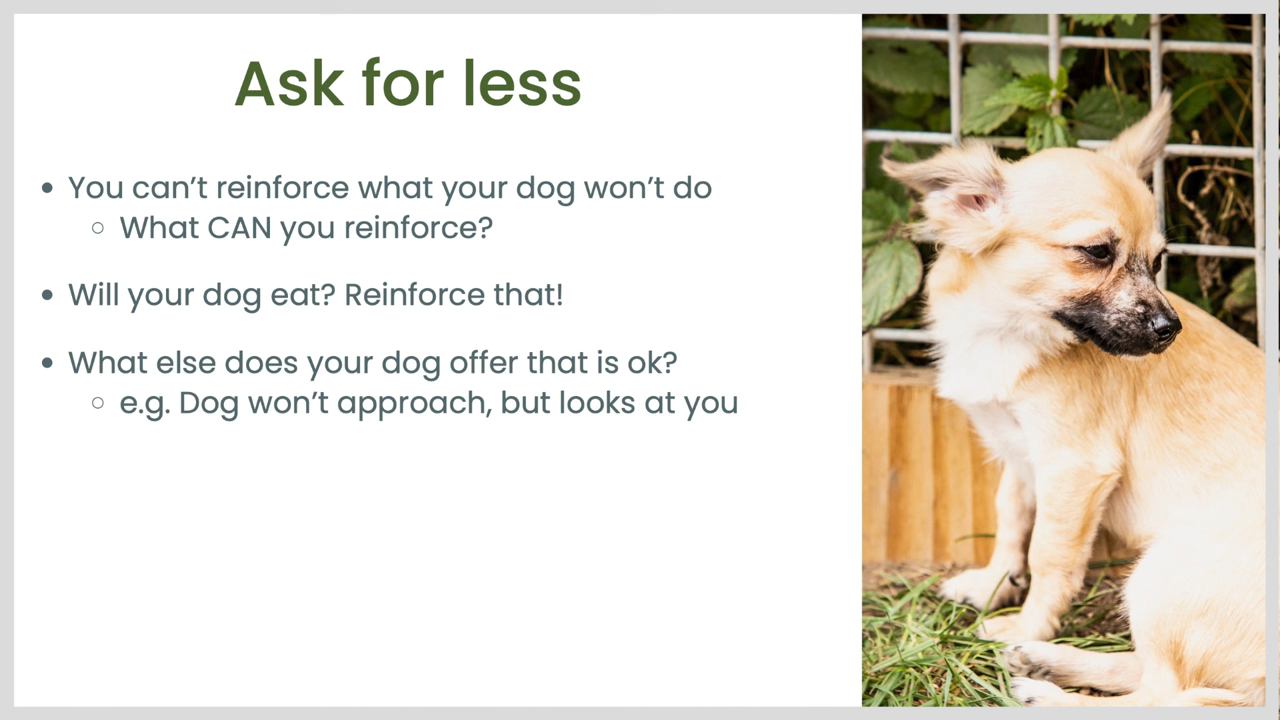 Ask for less
• You can’t reinforce what your dog won’t do
○ What CAN you reinforce?
• Will your dog eat? Reinforce that!
• What else does your dog offer that is ok?
○ e.g. Dog won’t approach, but looks at you